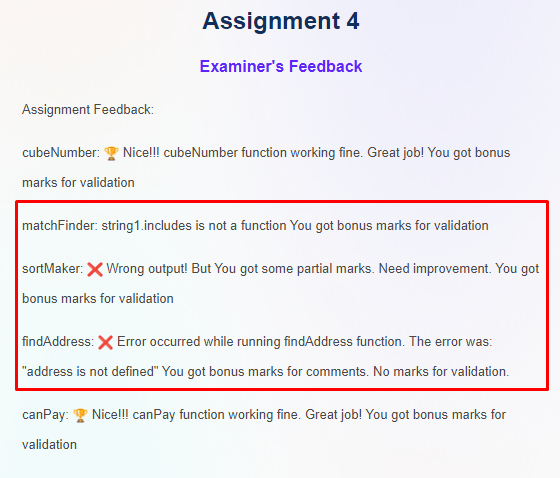 Assignment 4
Examiner's Feedback
Assignment Feedback:
cubeNumber: 🏆 Nice!!! cubeNumber function working fine. Great job! You got bonus
marks for validation
matchFinder: string1.includes is not a function You got bonus marks for validation
sortMaker: ❌ Wrong output! But You got some partial marks. Need improvement. You got
bonus marks for validation
findAddress: ❌ Error occurred while running findAddress function. The error was:
"address is not defined" You got bonus marks for comments. No marks for validation.
canPay: 🏆 Nice!!! canPay function working fine. Great job! You got bonus marks for
validation